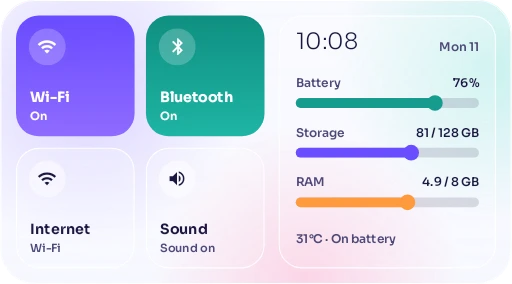 Wi-Fi
On
Bluetooth
On
Internet
Wi-Fi
Sound
Sound on
10:08
Mon 11
Battery 76%
Storage 81 / 128 GB
RAM 4.9 / 8 GB
31°C · On battery